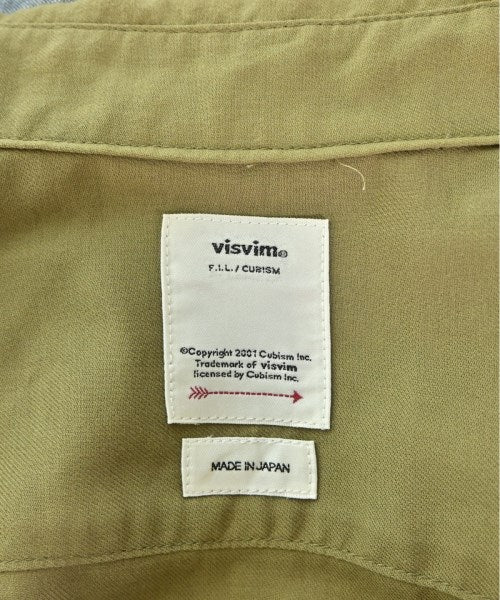 visvim®
F.I.L. / CUBISM
©Copyright 2001 Cubism Inc.
Trademark of visvim
licensed by Cubism Inc.
MADE IN JAPAN